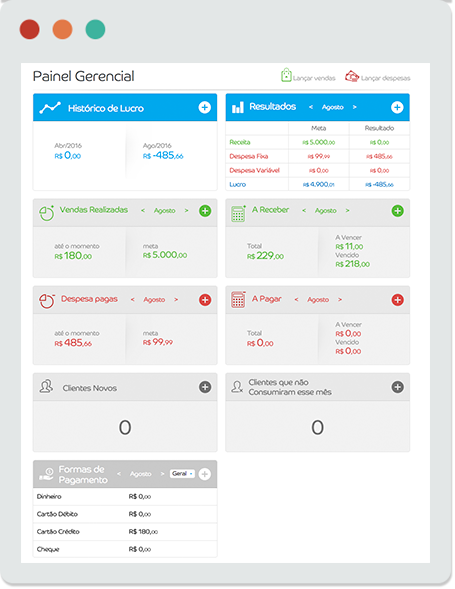 Painel Gerencial
Lançar vendas
Lançar despesas
Histórico de Lucro
Abr/2016
R$ 0,00
Ago/2016
R$ -485,66
Resultados < Agosto >
Meta Resultado
Receita R$ 5.000,00 R$ 0,00
Despesa Fixa R$ 99,99 R$ 485,66
Despesa Variável R$ 0,00 R$ 0,00
Lucro R$ 4.900,01 R$ -485,66
Vendas Realizadas < Agosto >
até o momento
R$ 180,00
meta
R$ 5.000,00
A Receber < Agosto >
Total
R$ 229,00
A Vencer
R$ 11,00
Vencido
R$ 218,00
Despesa pagas < Agosto >
até o momento
R$ 485,66
meta
R$ 99,99
A Pagar < Agosto >
Total
R$ 0,00
A Vencer
R$ 0,00
Vencido
R$ 0,00
Clientes Novos
0
Clientes que não
Consumiram esse mês
0
Formas de
Pagamento
< Agosto > Geral
Dinheiro R$ 0,00
Cartão Débito R$ 0,00
Cartão Crédito R$ 180,00
Cheque R$ 0,00